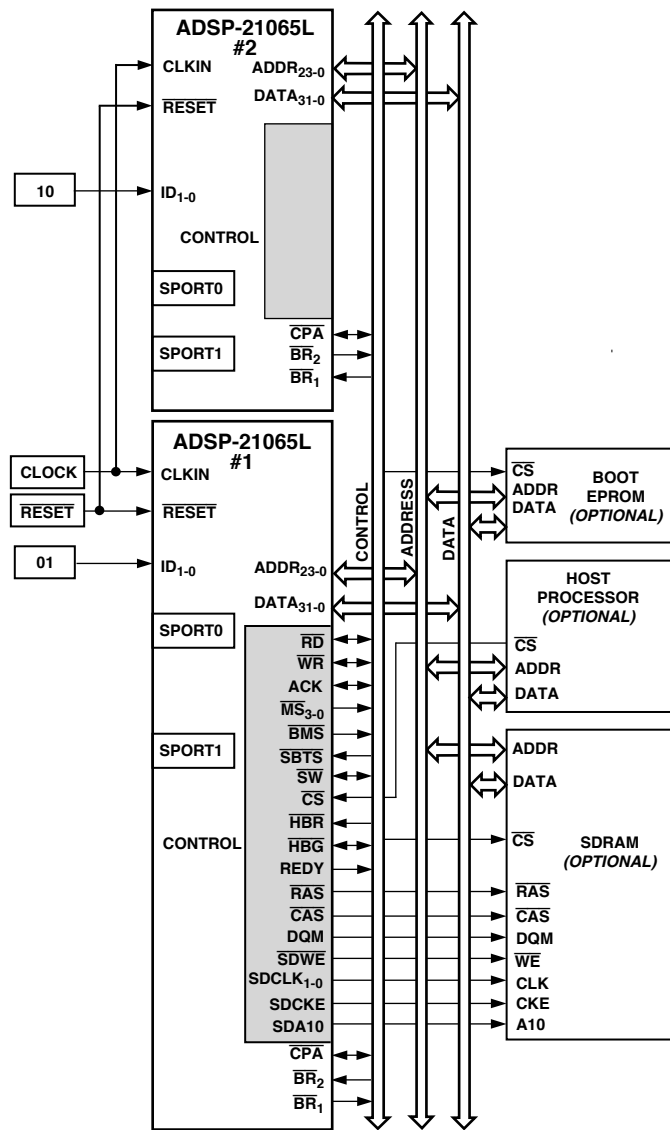 ADSP-21065L
#2
CLKIN
ADDR23-0
DATA31-0
RESET
10
ID1-0
CONTROL
SPORT0
CPA
SPORT1
BR2
BR1
ADSP-21065L
#1
CLOCK
CLKIN
RESET
RESET
01
ID1-0
ADDR23-0
DATA31-0
SPORT0
RD
WR
ACK
MS3-0
BMS
SPORT1
SBTS
SW
CS
HBR
CONTROL
HBG
REDY
RAS
CAS
DQM
SDWE
SDCLK1-0
SDCKE
SDA10
CPA
BR2
BR1
CONTROL
ADDRESS
DATA
CS
BOOT
EPROM
(OPTIONAL)
ADDR
DATA
HOST
PROCESSOR
(OPTIONAL)
CS
ADDR
DATA
ADDR
DATA
SDRAM
(OPTIONAL)
CS
RAS
CAS
DQM
WE
CLK
CKE
A10